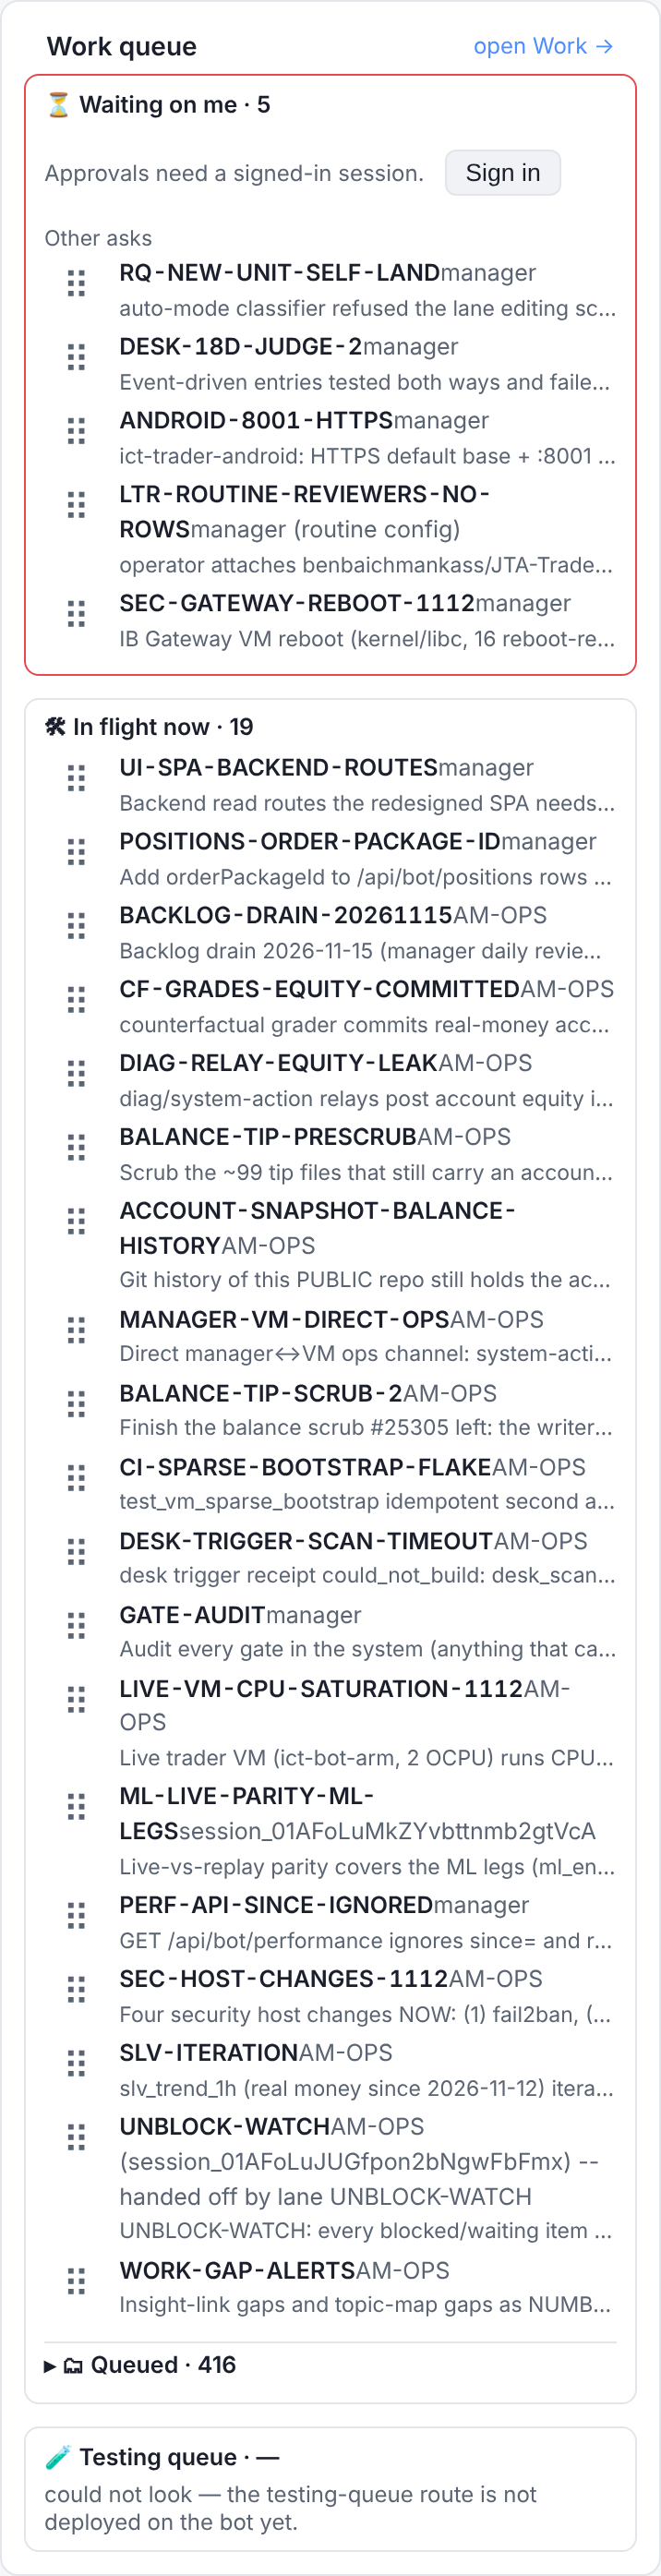 Work queue open Work →
⏳ Waiting on me · 5
Approvals need a signed-in session. Sign in
Other asks
RQ-NEW-UNIT-SELF-LANDmanager
auto-mode classifier refused the lane editing sc...
DESK-18D-JUDGE-2manager
Event-driven entries tested both ways and faile...
ANDROID-8001-HTTPSmanager
ict-trader-android: HTTPS default base + :8001 ...
LTR-ROUTINE-REVIEWERS-NO-
ROWSmanager (routine config)
operator attaches benbaichmankass/JTA-Trade...
SEC-GATEWAY-REBOOT-1112manager
IB Gateway VM reboot (kernel/libc, 16 reboot-re...
🛠 In flight now · 19
UI-SPA-BACKEND-ROUTESmanager
Backend read routes the redesigned SPA needs...
POSITIONS-ORDER-PACKAGE-IDmanager
Add orderPackageId to /api/bot/positions rows ...
BACKLOG-DRAIN-20261115AM-OPS
Backlog drain 2026-11-15 (manager daily revie...
CF-GRADES-EQUITY-COMMITTEDAM-OPS
counterfactual grader commits real-money acc...
DIAG-RELAY-EQUITY-LEAKAM-OPS
diag/system-action relays post account equity i...
BALANCE-TIP-PRESCRUBAM-OPS
Scrub the ~99 tip files that still carry an accoun...
ACCOUNT-SNAPSHOT-BALANCE-
HISTORYAM-OPS
Git history of this PUBLIC repo still holds the ac...
MANAGER-VM-DIRECT-OPSAM-OPS
Direct manager↔VM ops channel: system-acti...
BALANCE-TIP-SCRUB-2AM-OPS
Finish the balance scrub #25305 left: the writer...
CI-SPARSE-BOOTSTRAP-FLAKEAM-OPS
test_vm_sparse_bootstrap idempotent second a...
DESK-TRIGGER-SCAN-TIMEOUTAM-OPS
desk trigger receipt could_not_build: desk_scan...
GATE-AUDITmanager
Audit every gate in the system (anything that ca...
LIVE-VM-CPU-SATURATION-1112AM-
OPS
Live trader VM (ict-bot-arm, 2 OCPU) runs CPU...
ML-LIVE-PARITY-ML-
LEGSsession_01AFoLuMkZYvbttnmb2gtVcA
Live-vs-replay parity covers the ML legs (ml_en...
PERF-API-SINCE-IGNOREDmanager
GET /api/bot/performance ignores since= and r...
SEC-HOST-CHANGES-1112AM-OPS
Four security host changes NOW: (1) fail2ban, (...
SLV-ITERATIONAM-OPS
slv_trend_1h (real money since 2026-11-12) itera...
UNBLOCK-WATCHAM-OPS
(session_01AFoLuJUGfpon2bNgwFbFmx) --
handed off by lane UNBLOCK-WATCH
UNBLOCK-WATCH: every blocked/waiting item ...
WORK-GAP-ALERTSAM-OPS
Insight-link gaps and topic-map gaps as NUMB...
▸ 🗂 Queued · 416
🧪 Testing queue · —
could not look — the testing-queue route is not
deployed on the bot yet.